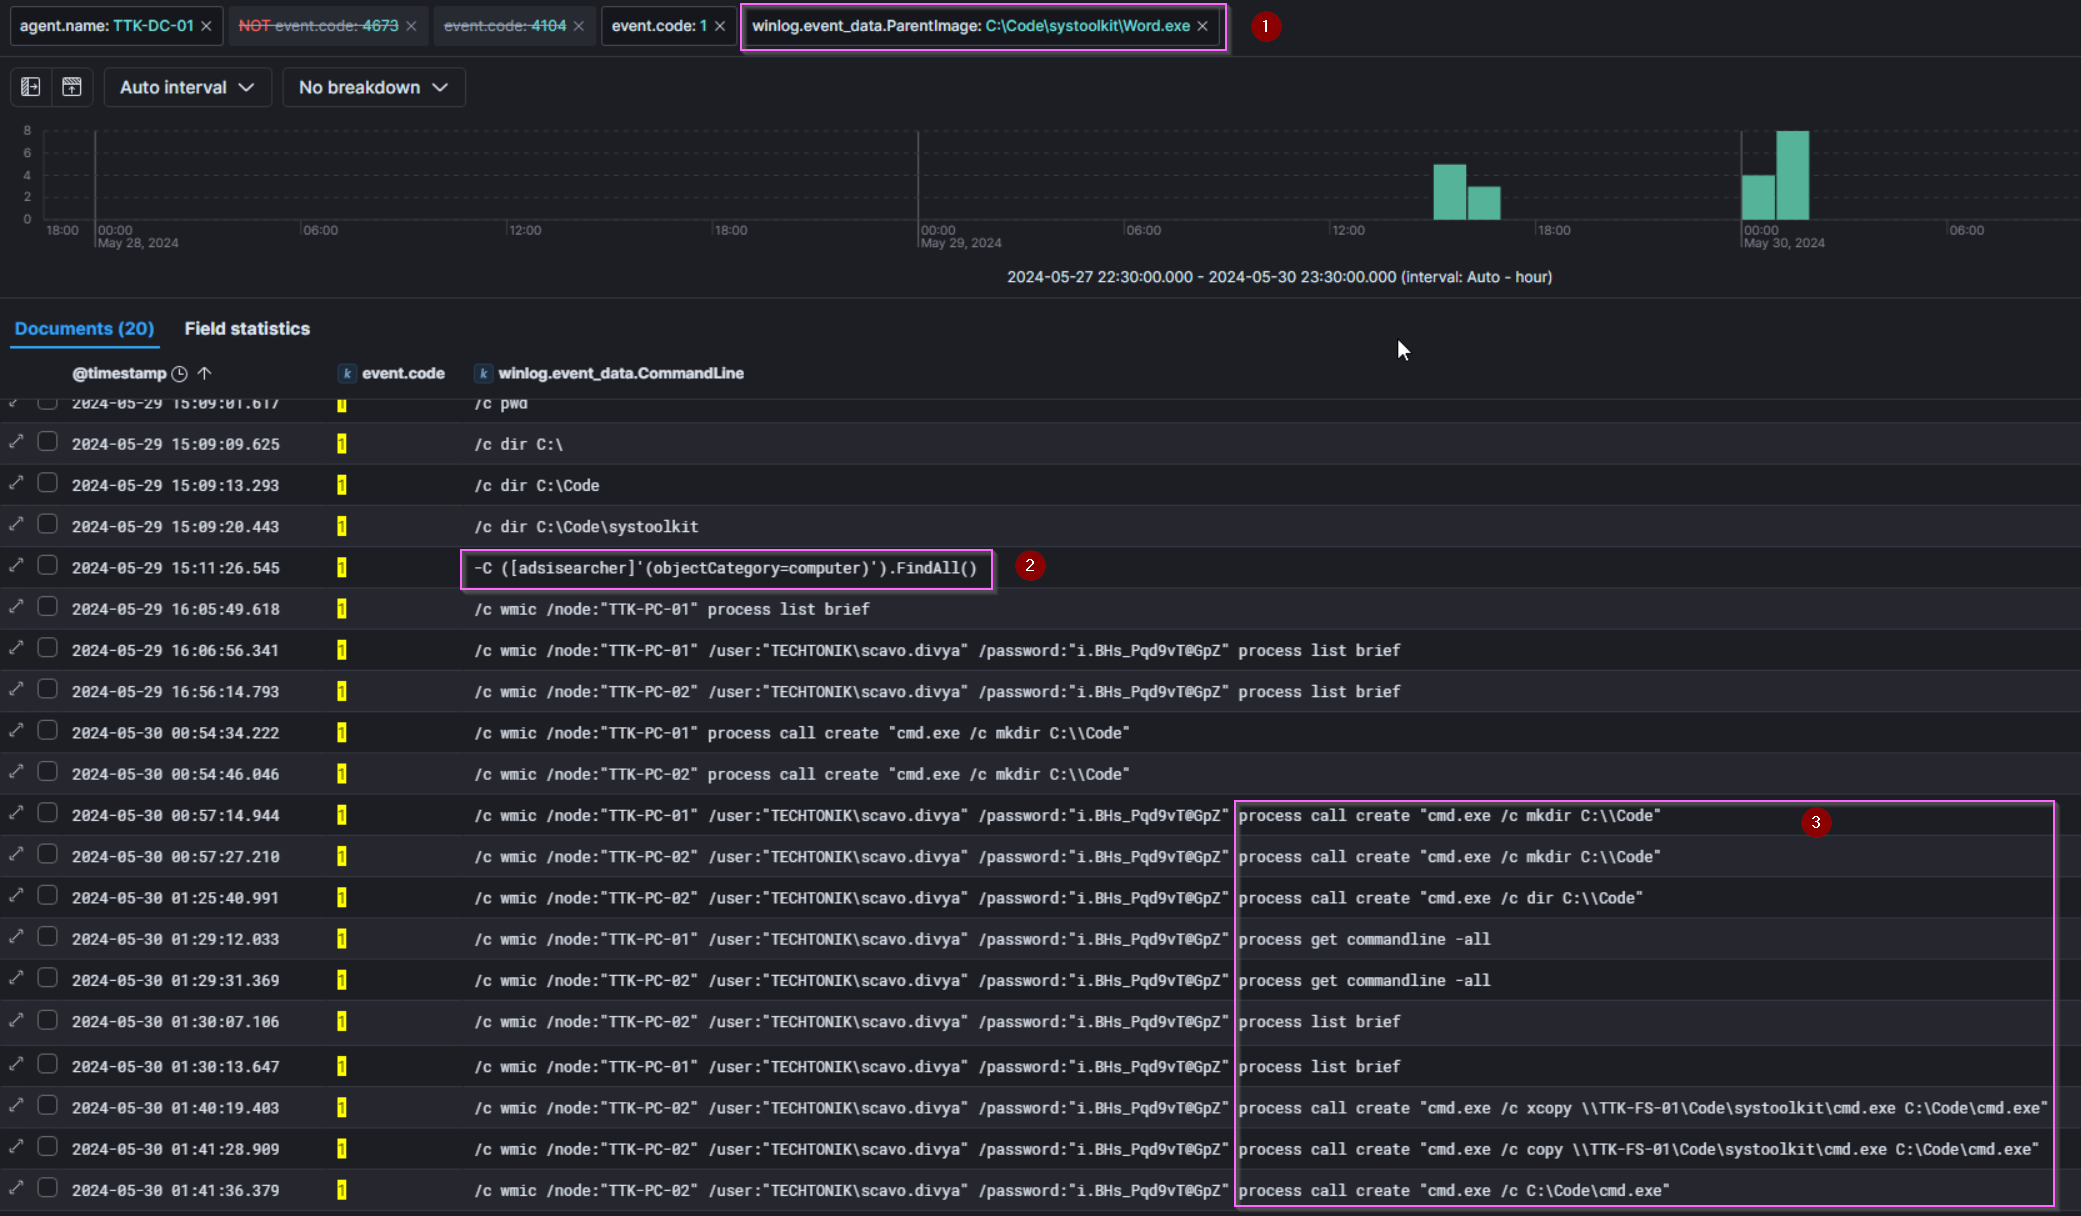 agent.name: TTK-DC-01 × NOT event.code: 4673 × event.code: 4104 × event.code: 1 × winlog.event_data.ParentImage: C:\Code\systoolkit\Word.exe × 1
Auto interval No breakdown
8
6
4
2
0
18:00 00:00 06:00 12:00 18:00 00:00 06:00 12:00 18:00 00:00 06:00
May 28, 2024 May 29, 2024 May 30, 2024
2024-05-27 22:30:00.000 - 2024-05-30 23:30:00.000 (interval: Auto - hour)
Documents (20) Field statistics
@timestamp ↑ k event.code k winlog.event_data.CommandLine
2024-05-29 15:09:01.617 1 /c pwd
2024-05-29 15:09:09.625 1 /c dir C:\
2024-05-29 15:09:13.293 1 /c dir C:\Code
2024-05-29 15:09:20.443 1 /c dir C:\Code\systoolkit
2024-05-29 15:11:26.545 1 -C ([adsisearcher]'(objectCategory=computer)').FindAll() 2
2024-05-29 16:05:49.618 1 /c wmic /node:"TTK-PC-01" process list brief
2024-05-29 16:06:56.341 1 /c wmic /node:"TTK-PC-01" /user:"TECHTONIK\scavo.divya" /password:"i.BHs_Pqd9vT@GpZ" process list brief
2024-05-29 16:56:14.793 1 /c wmic /node:"TTK-PC-02" /user:"TECHTONIK\scavo.divya" /password:"i.BHs_Pqd9vT@GpZ" process list brief
2024-05-30 00:54:34.222 1 /c wmic /node:"TTK-PC-01" process call create "cmd.exe /c mkdir C:\\Code"
2024-05-30 00:54:46.046 1 /c wmic /node:"TTK-PC-02" process call create "cmd.exe /c mkdir C:\\Code"
2024-05-30 00:57:14.944 1 /c wmic /node:"TTK-PC-01" /user:"TECHTONIK\scavo.divya" /password:"i.BHs_Pqd9vT@GpZ" process call create "cmd.exe /c mkdir C:\\Code" 3
2024-05-30 00:57:27.210 1 /c wmic /node:"TTK-PC-02" /user:"TECHTONIK\scavo.divya" /password:"i.BHs_Pqd9vT@GpZ" process call create "cmd.exe /c mkdir C:\\Code"
2024-05-30 01:25:40.991 1 /c wmic /node:"TTK-PC-02" /user:"TECHTONIK\scavo.divya" /password:"i.BHs_Pqd9vT@GpZ" process call create "cmd.exe /c dir C:\\Code"
2024-05-30 01:29:12.033 1 /c wmic /node:"TTK-PC-01" /user:"TECHTONIK\scavo.divya" /password:"i.BHs_Pqd9vT@GpZ" process get commandline -all
2024-05-30 01:29:31.369 1 /c wmic /node:"TTK-PC-02" /user:"TECHTONIK\scavo.divya" /password:"i.BHs_Pqd9vT@GpZ" process get commandline -all
2024-05-30 01:30:07.106 1 /c wmic /node:"TTK-PC-02" /user:"TECHTONIK\scavo.divya" /password:"i.BHs_Pqd9vT@GpZ" process list brief
2024-05-30 01:30:13.647 1 /c wmic /node:"TTK-PC-01" /user:"TECHTONIK\scavo.divya" /password:"i.BHs_Pqd9vT@GpZ" process list brief
2024-05-30 01:40:19.403 1 /c wmic /node:"TTK-PC-02" /user:"TECHTONIK\scavo.divya" /password:"i.BHs_Pqd9vT@GpZ" process call create "cmd.exe /c xcopy \\TTK-FS-01\Code\systoolkit\cmd.exe C:\Code\cmd.exe"
2024-05-30 01:41:28.909 1 /c wmic /node:"TTK-PC-02" /user:"TECHTONIK\scavo.divya" /password:"i.BHs_Pqd9vT@GpZ" process call create "cmd.exe /c copy \\TTK-FS-01\Code\systoolkit\cmd.exe C:\Code\cmd.exe"
2024-05-30 01:41:36.379 1 /c wmic /node:"TTK-PC-02" /user:"TECHTONIK\scavo.divya" /password:"i.BHs_Pqd9vT@GpZ" process call create "cmd.exe /c C:\Code\cmd.exe"